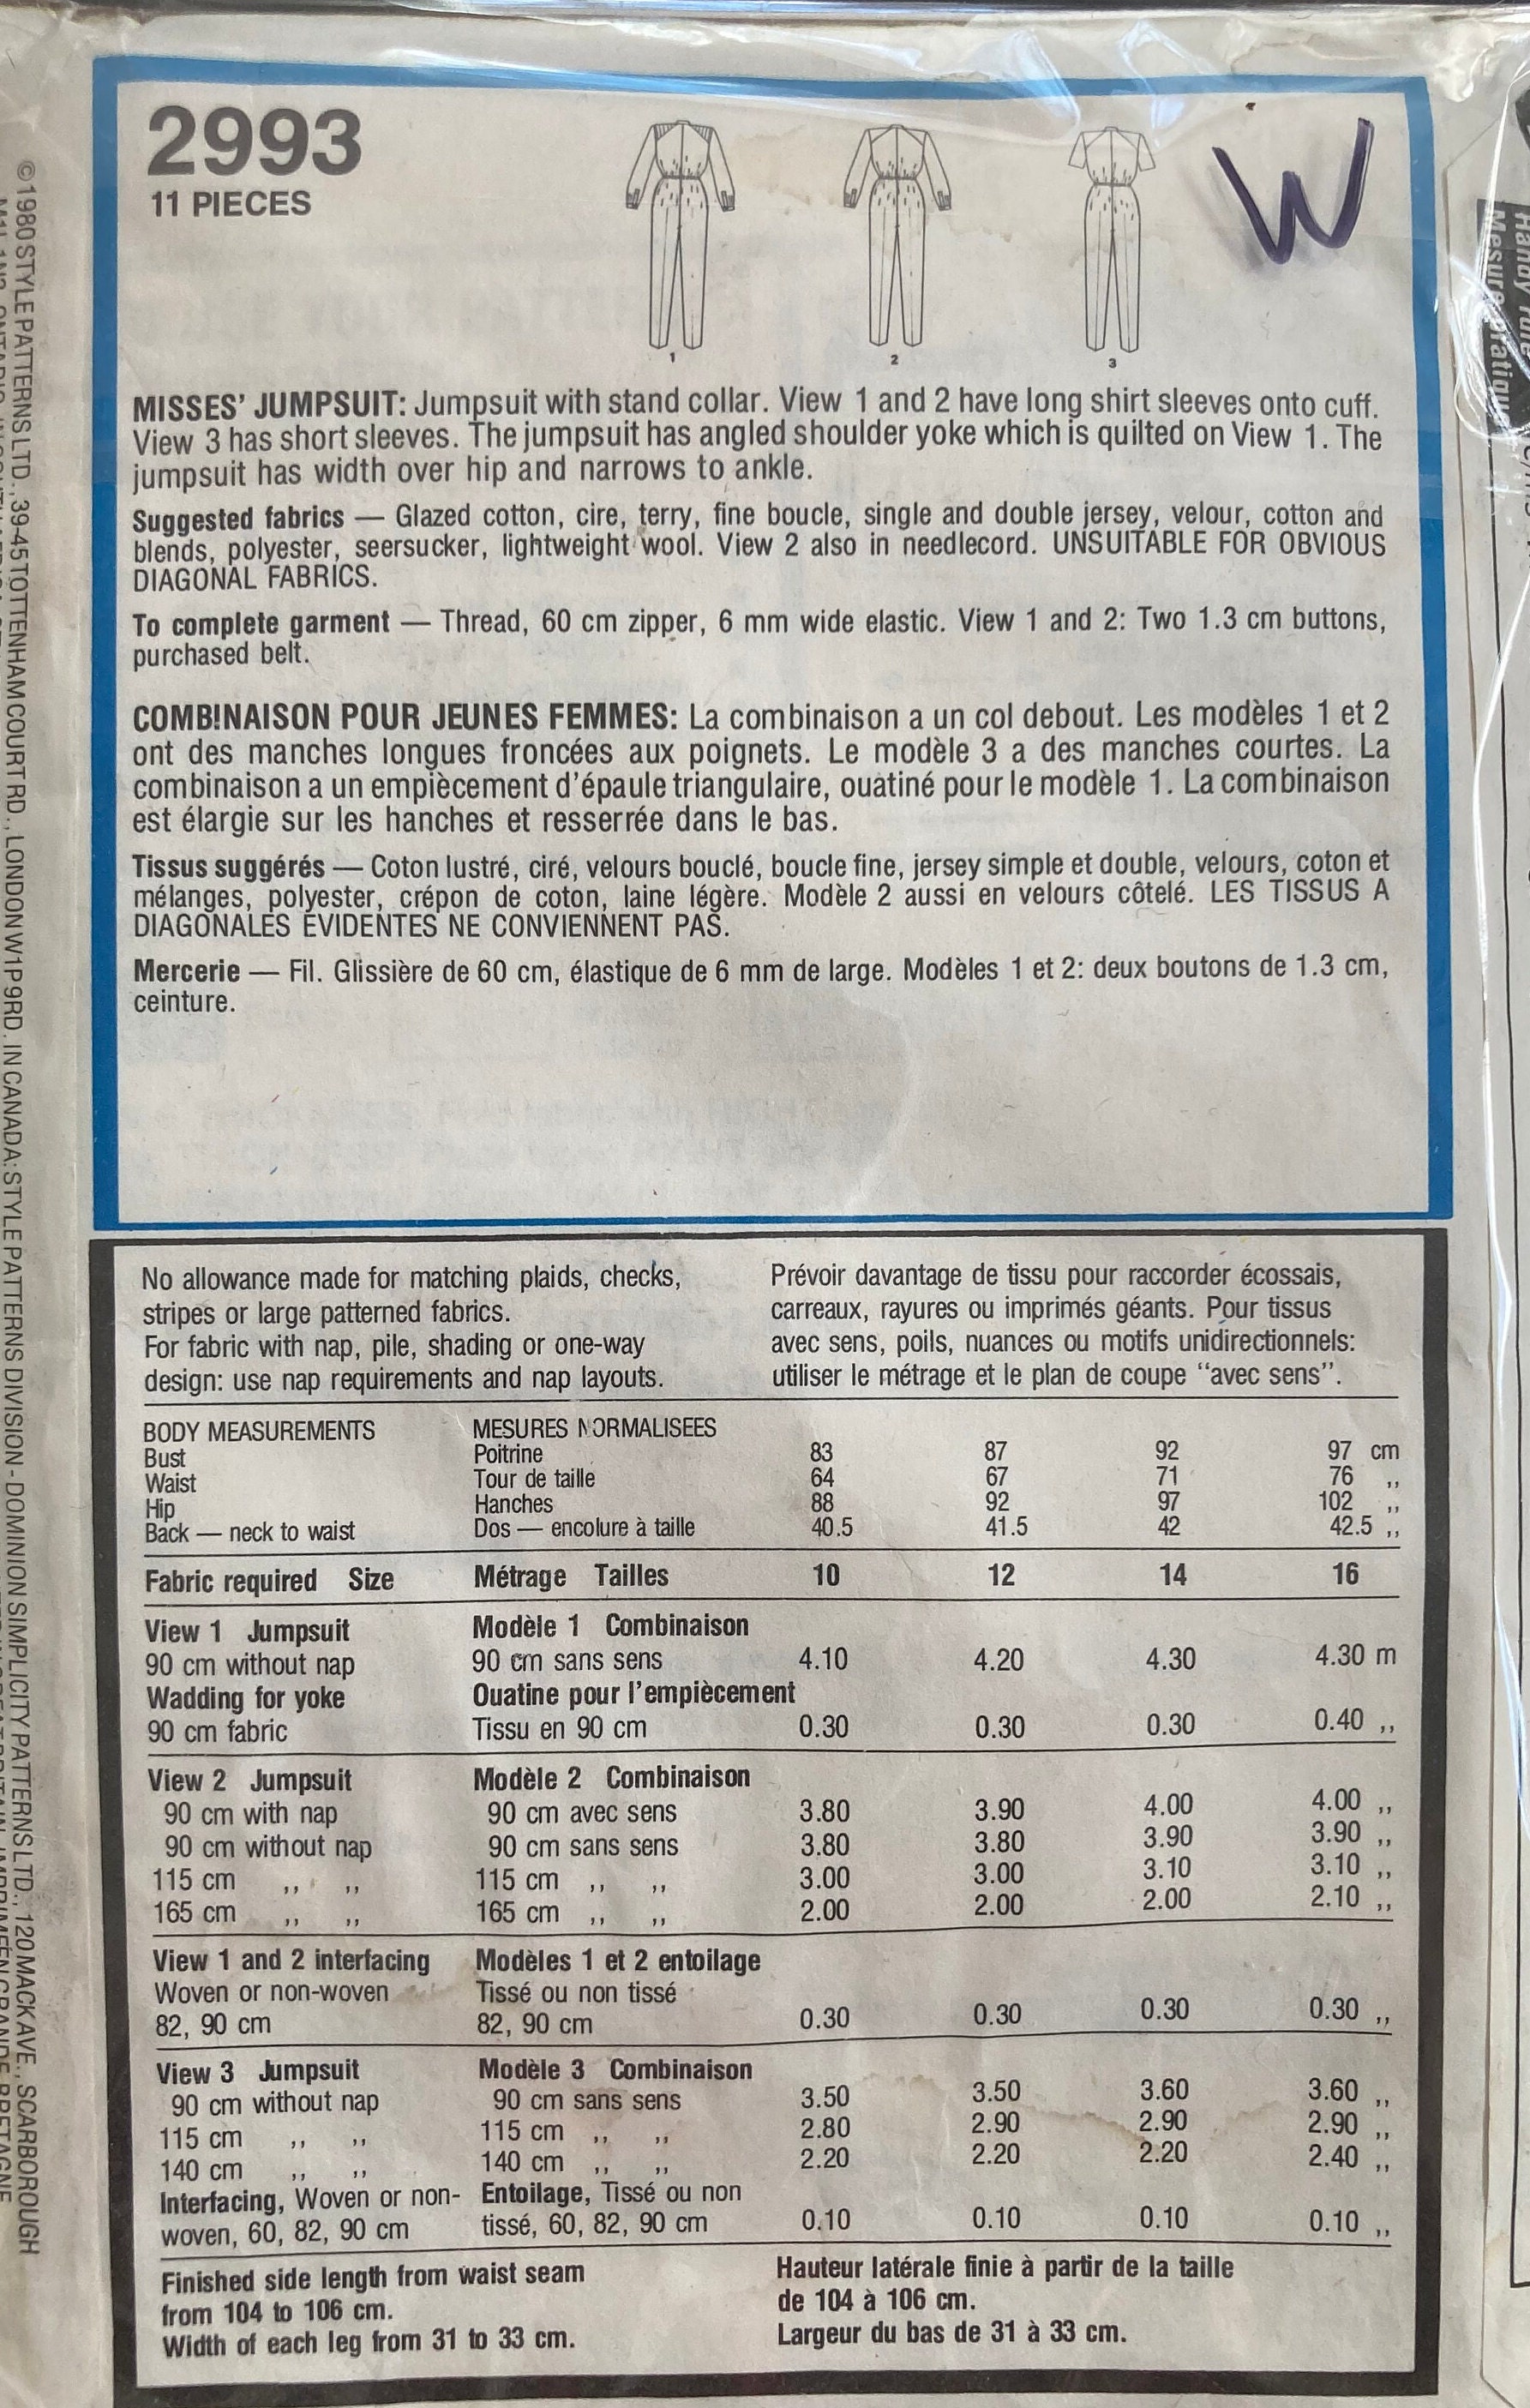 2993
11 PIECES
1
2
3
W
MISSES' JUMPSUIT: Jumpsuit with stand collar. View 1 and 2 have long shirt sleeves onto cuff.
View 3 has short sleeves. The jumpsuit has angled shoulder yoke which is quilted on View 1. The
jumpsuit has width over hip and narrows to ankle.
Suggested fabrics — Glazed cotton, cire, terry, fine boucle, single and double jersey, velour, cotton and
blends, polyester, seersucker, lightweight wool. View 2 also in needlecord. UNSUITABLE FOR OBVIOUS
DIAGONAL FABRICS.
To complete garment — Thread, 60 cm zipper, 6 mm wide elastic. View 1 and 2: Two 1.3 cm buttons,
purchased belt.
COMBINAISON POUR JEUNES FEMMES: La combinaison a un col debout. Les modèles 1 et 2
ont des manches longues froncées aux poignets. Le modèle 3 a des manches courtes. La
combinaison a un empiècement d'épaule triangulaire, ouatiné pour le modèle 1. La combinaison
est élargie sur les hanches et resserrée dans le bas.
Tissus suggérés — Coton lustré, ciré, velours bouclé, boucle fine, jersey simple et double, velours, coton et
mélanges, polyester, crépon de coton, laine légère. Modèle 2 aussi en velours côtelé. LES TISSUS A
DIAGONALES ÉVIDENTES NE CONVIENNENT PAS.
Mercerie — Fil. Glissière de 60 cm, élastique de 6 mm de large. Modèles 1 et 2: deux boutons de 1.3 cm,
ceinture.
No allowance made for matching plaids, checks,
stripes or large patterned fabrics.
For fabric with nap, pile, shading or one-way
design: use nap requirements and nap layouts.
Prévoir davantage de tissu pour raccorder écossais,
carreaux, rayures ou imprimés géants. Pour tissus
avec sens, poils, nuances ou motifs unidirectionnels:
utiliser le métrage et le plan de coupe "avec sens".
BODY MEASUREMENTS MESURES NORMALISEES
Bust Poitrine 83 87 92 97 cm
Waist Tour de taille 64 67 71 76 ,,
Hip Hanches 88 92 97 102 ,,
Back — neck to waist Dos — encolure à taille 40.5 41.5 42 42.5 ,,
Fabric required Size Métrage Tailles 10 12 14 16
View 1 Jumpsuit Modèle 1 Combinaison
90 cm without nap 90 cm sans sens 4.10 4.20 4.30 4.30 m
Wadding for yoke Ouatine pour l'empiècement
90 cm fabric Tissu en 90 cm 0.30 0.30 0.30 0.40 ,,
View 2 Jumpsuit Modèle 2 Combinaison
90 cm with nap 90 cm avec sens 3.80 3.90 4.00 4.00 ,,
90 cm without nap 90 cm sans sens 3.80 3.80 3.90 3.90 ,,
115 cm ,, ,, 115 cm ,, ,, 3.00 3.00 3.10 3.10 ,,
165 cm ,, ,, 165 cm ,, ,, 2.00 2.00 2.00 2.10 ,,
View 1 and 2 interfacing Modèles 1 et 2 entoilage
Woven or non-woven Tissé ou non tissé
82, 90 cm 82, 90 cm 0.30 0.30 0.30 0.30 ,,
View 3 Jumpsuit Modèle 3 Combinaison
90 cm without nap 90 cm sans sens 3.50 3.50 3.60 3.60 ,,
115 cm ,, ,, 115 cm ,, ,, 2.80 2.90 2.90 2.90 ,,
140 cm ,, ,, 140 cm ,, ,, 2.20 2.20 2.20 2.40 ,,
Interfacing, Woven or non- Entoilage, Tissé ou non
woven, 60, 82, 90 cm tissé, 60, 82, 90 cm 0.10 0.10 0.10 0.10 ,,
Finished side length from waist seam
from 104 to 106 cm.
Width of each leg from 31 to 33 cm.
Hauteur latérale finie à partir de la taille
de 104 à 106 cm.
Largeur du bas de 31 à 33 cm.
©1980 STYLE PATTERNS LTD., 39-45 TOTTENHAM COURT RD., LONDON W1P 9RD. IN CANADA: STYLE PATTERNS DIVISION - DOMINION SIMPLICITY PATTERNS LTD., 120 MACK AVE., SCARBOROUGH
Handy
Mesure pratique